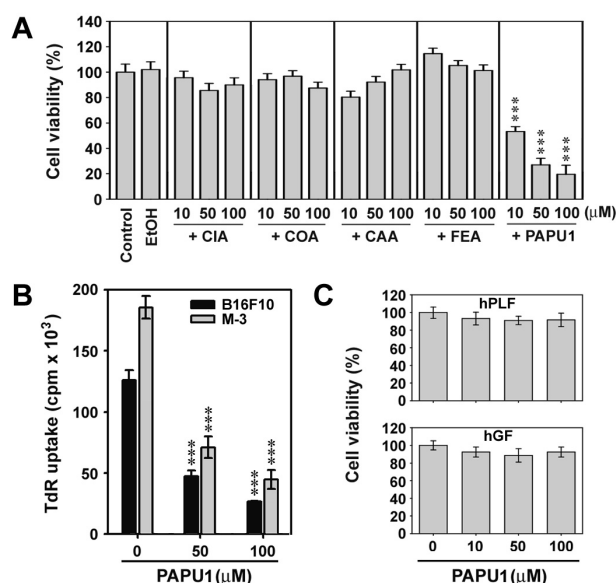 A
Cell viability (%)
120
100
80
60
40
20
0
***
***
***
Control
EtOH
10 50 100 10 50 100 10 50 100 10 50 100 10 50 100 (μM)
+ CIA + COA + CAA + FEA + PAPU1
B
TdR uptake (cpm x 10³)
200
150
100
50
0
B16F10
M-3
***
***
***
***
0 50 100
PAPU1(μM)
C
Cell viability (%)
hPLF
100
80
60
40
20
0
hGF
100
80
60
40
20
0
0 10 50 100
PAPU1(μM)